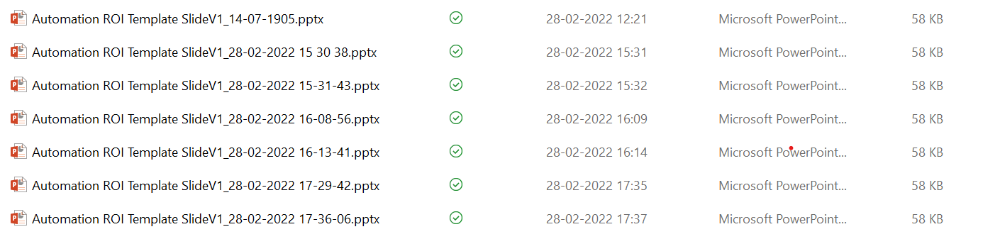 Automation ROI Template SlideV1_14-07-1905.pptx 28-02-2022 12:21 Microsoft PowerPoint... 58 KB
Automation ROI Template SlideV1_28-02-2022 15 30 38.pptx 28-02-2022 15:31 Microsoft PowerPoint... 58 KB
Automation ROI Template SlideV1_28-02-2022 15-31-43.pptx 28-02-2022 15:32 Microsoft PowerPoint... 58 KB
Automation ROI Template SlideV1_28-02-2022 16-08-56.pptx 28-02-2022 16:09 Microsoft PowerPoint... 58 KB
Automation ROI Template SlideV1_28-02-2022 16-13-41.pptx 28-02-2022 16:14 Microsoft PowerPoint... 58 KB
Automation ROI Template SlideV1_28-02-2022 17-29-42.pptx 28-02-2022 17:35 Microsoft PowerPoint... 58 KB
Automation ROI Template SlideV1_28-02-2022 17-36-06.pptx 28-02-2022 17:37 Microsoft PowerPoint... 58 KB